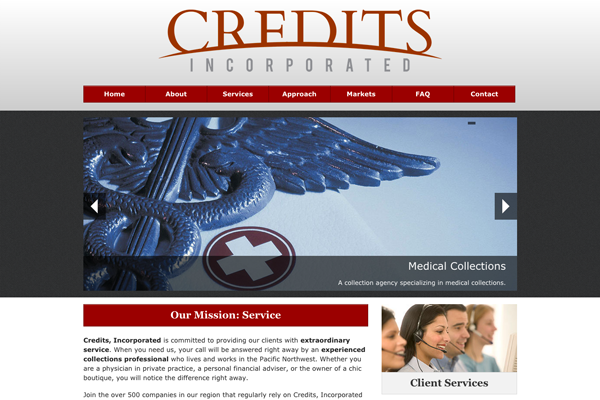 CREDITS
INCORPORATED
Home About Services Approach Markets FAQ Contact
Medical Collections
A collection agency specializing in medical collections.
Our Mission: Service
Credits, Incorporated is committed to providing our clients with extraordinary
service. When you need us, your call will be answered right away by an experienced
collections professional who lives and works in the Pacific Northwest. Whether you
are a physician in private practice, a personal financial adviser, or the owner of a chic
boutique, you will notice the difference right away.
Join the over 500 companies in our region that regularly rely on Credits, Incorporated
Client Services